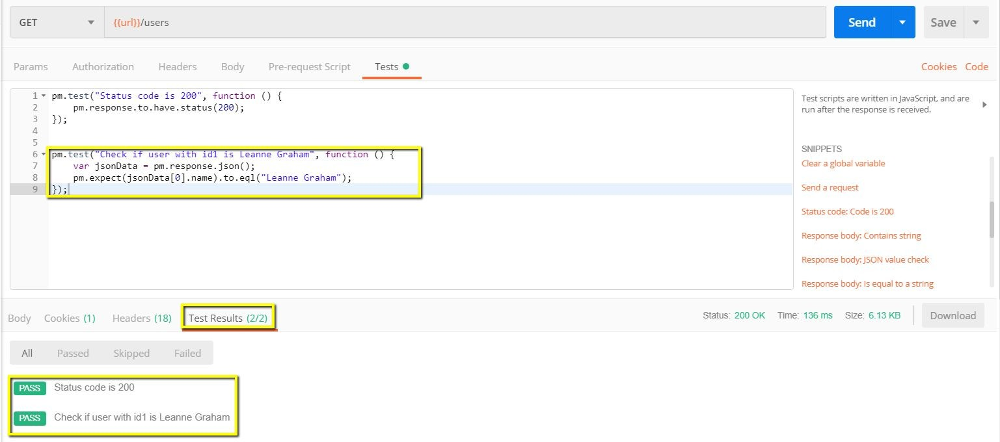 GET {{url}}/users Send Save
Params Authorization Headers Body Pre-request Script Tests Cookies Code
1 pm.test("Status code is 200", function () {
2 pm.response.to.have.status(200);
3 });
4
5
6 pm.test("Check if user with id1 is Leanne Graham", function () {
7 var jsonData = pm.response.json();
8 pm.expect(jsonData[0].name).to.eql("Leanne Graham");
9 });
Test scripts are written in JavaScript, and are
run after the response is received.
SNIPPETS
Clear a global variable
Send a request
Status code: Code is 200
Response body: Contains string
Response body: JSON value check
Response body: Is equal to a string
Body Cookies (1) Headers (18) Test Results (2/2) Status: 200 OK Time: 136 ms Size: 6.13 KB Download
All Passed Skipped Failed
PASS Status code is 200
PASS Check if user with id1 is Leanne Graham